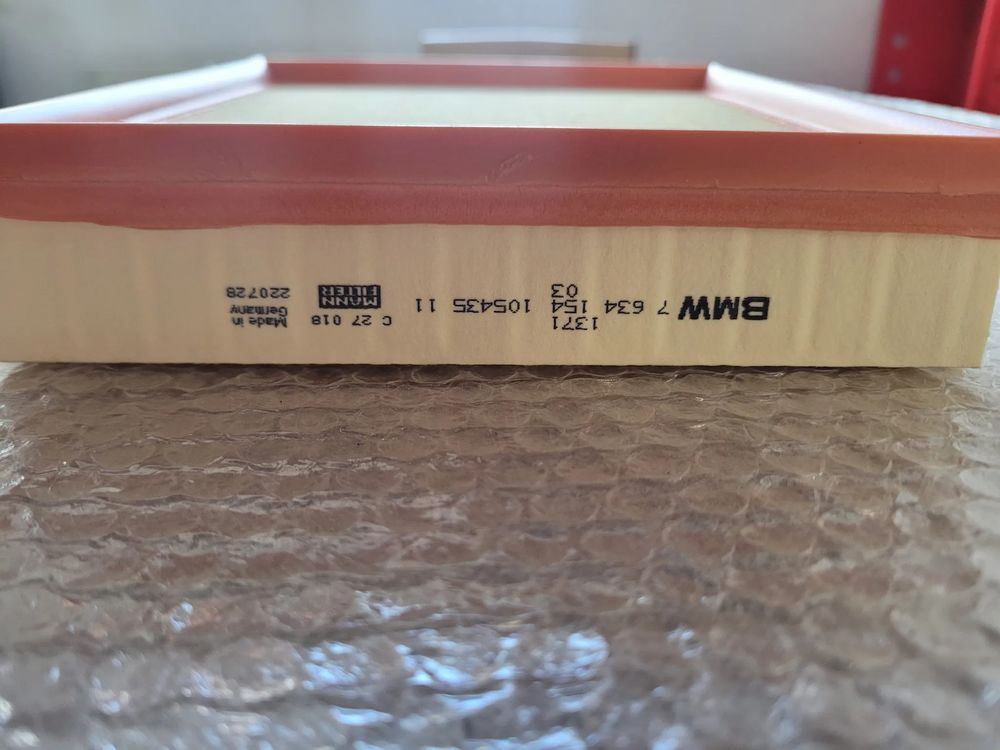 BMW
1371
7 634 154
03
105435 11
C 27 018
MANN
FILTER
Made in
Germany
220728